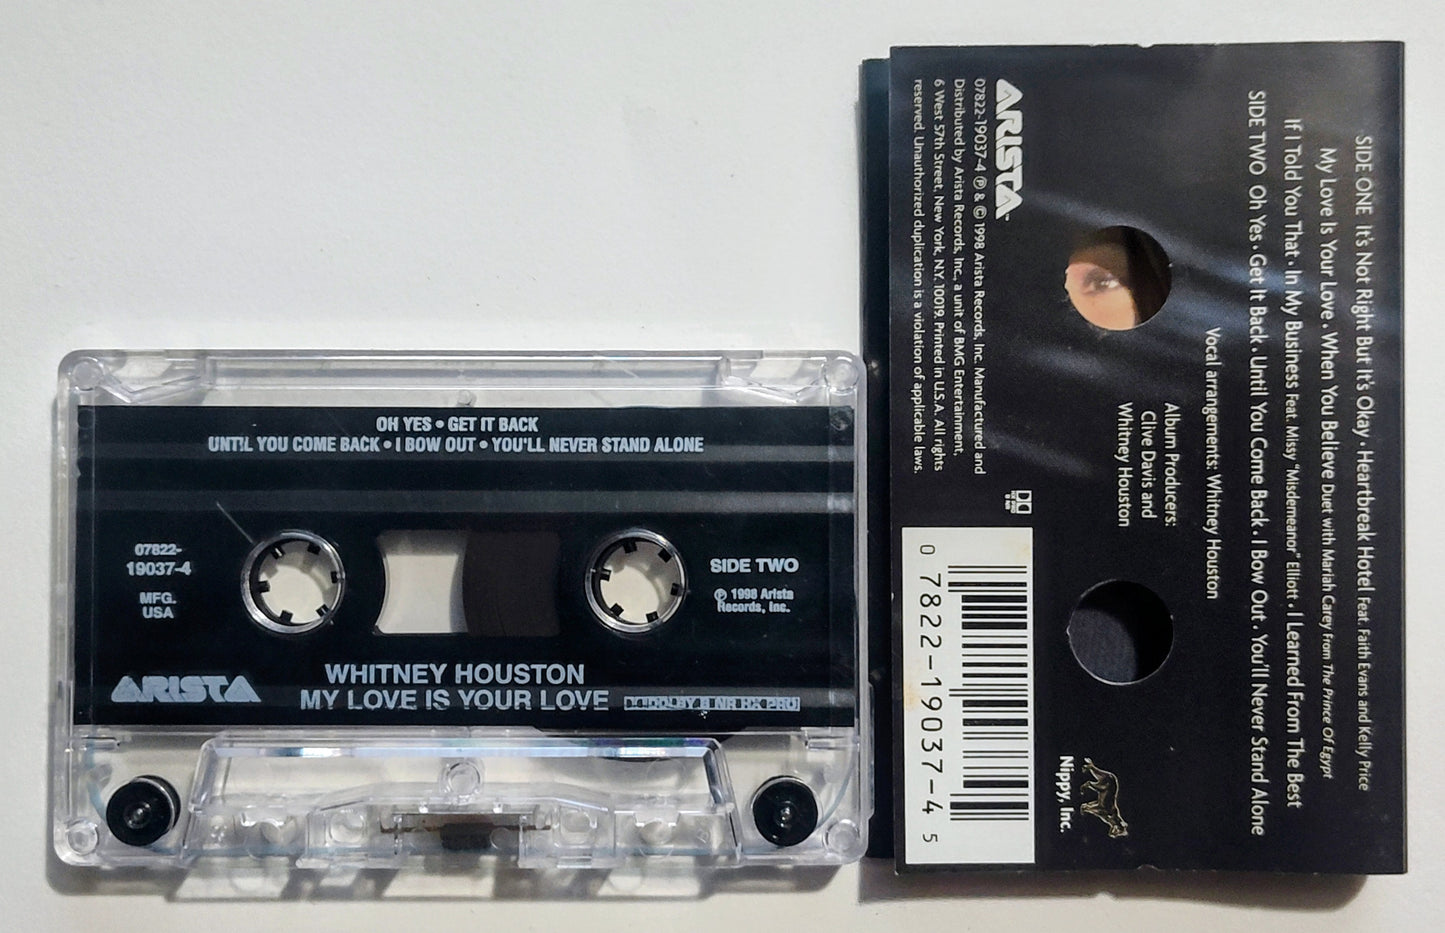 OH YES • GET IT BACK
UNTIL YOU COME BACK • I BOW OUT • YOU'LL NEVER STAND ALONE
07822-
19037-4
MFG.
USA
SIDE TWO
℗ 1998 Arista
Records, Inc.
ARISTA
WHITNEY HOUSTON
MY LOVE IS YOUR LOVE
DOLBY B NR HX PRO
SIDE ONE It's Not Right But It's Okay • Heartbreak Hotel Feat. Faith Evans and Kelly Price
My Love Is Your Love • When You Believe Duet with Mariah Carey From The Prince Of Egypt
If I Told You That • In My Business Feat. Missy "Misdemeanor" Elliott • I Learned From The Best
SIDE TWO Oh Yes • Get It Back • Until You Come Back • I Bow Out • You'll Never Stand Alone
Vocal arrangements: Whitney Houston
Album Producers:
Clive Davis and
Whitney Houston
Nippy, Inc.
ARISTA™
07822-19037-4 ℗ & © 1998 Arista Records, Inc. Manufactured and
Distributed by Arista Records, Inc., a unit of BMG Entertainment,
6 West 57th Street, New York, N.Y. 10019. Printed in U.S.A. All rights
reserved. Unauthorized duplication is a violation of applicable laws.
0 7822-19037-4 5